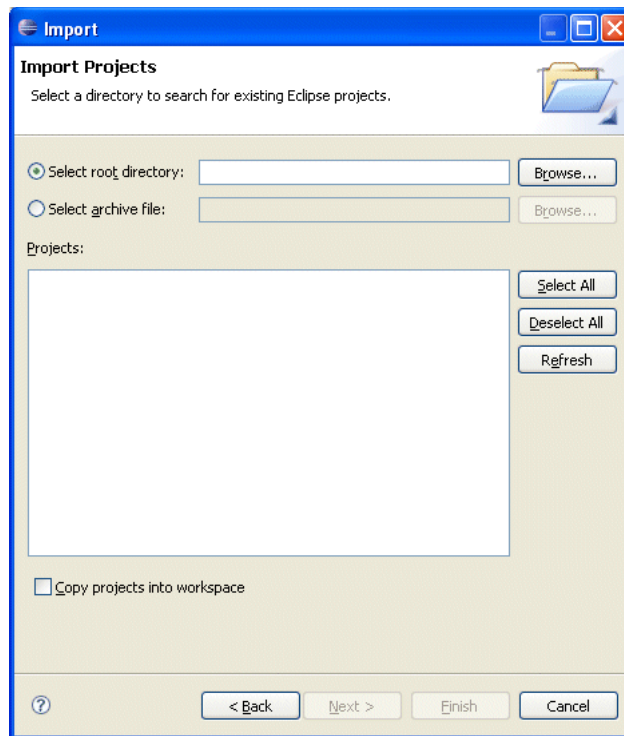 Import
Import Projects
Select a directory to search for existing Eclipse projects.
Select root directory: Browse...
Select archive file: Browse...
Projects:
Select All
Deselect All
Refresh
Copy projects into workspace
? < Back Next > Finish Cancel